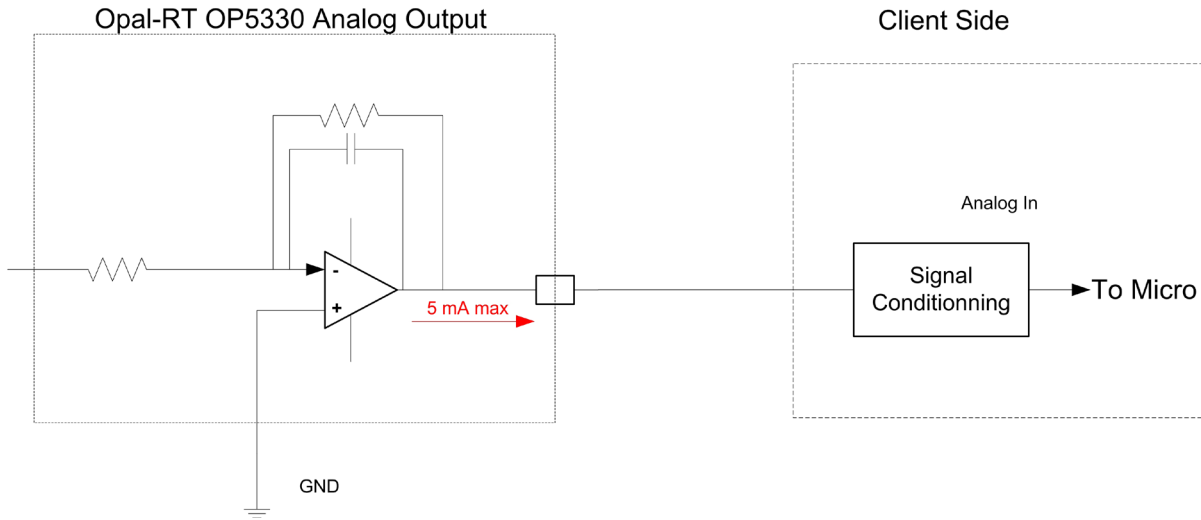 Opal-RT OP5330 Analog Output
Client Side
Analog In
-
+
5 mA max
Signal
Conditionning
To Micro
GND